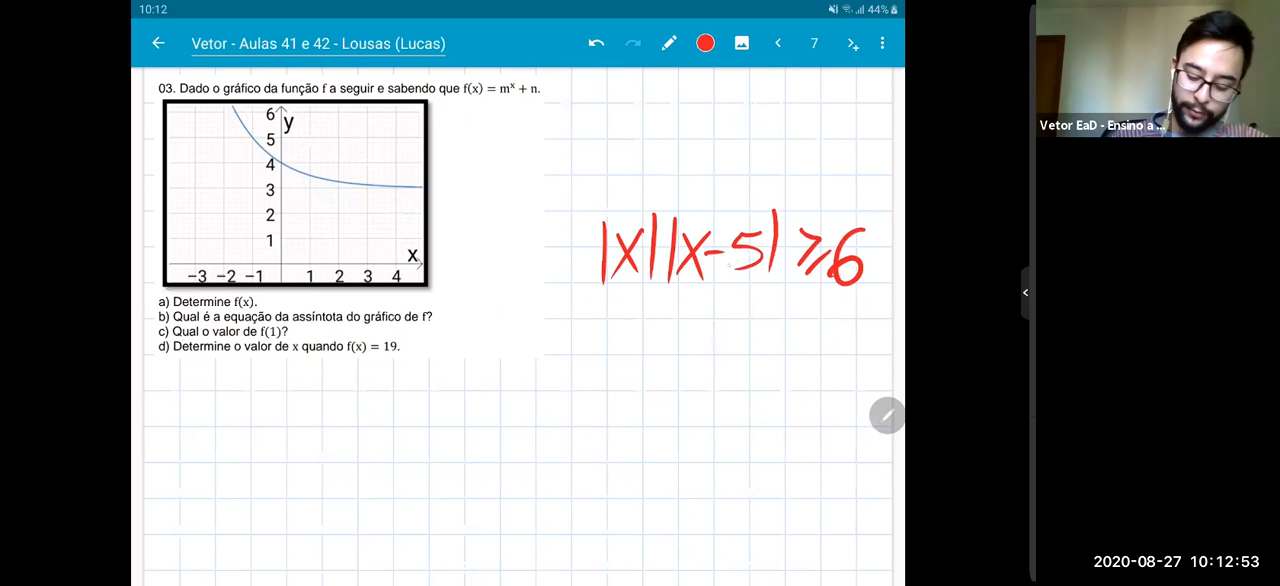 10:12
44%
Vetor - Aulas 41 e 42 - Lousas (Lucas)
7
03. Dado o gráfico da função f a seguir e sabendo que f(x) = mˣ + n.
6
y
5
4
3
2
1
x
−3 −2 −1 1 2 3 4
|x| |x-5| ⩾ 6
a) Determine f(x).
b) Qual é a equação da assíntota do gráfico de f?
c) Qual o valor de f(1)?
d) Determine o valor de x quando f(x) = 19.
Vetor EaD - Ensino a ...
2020-08-27 10:12:53